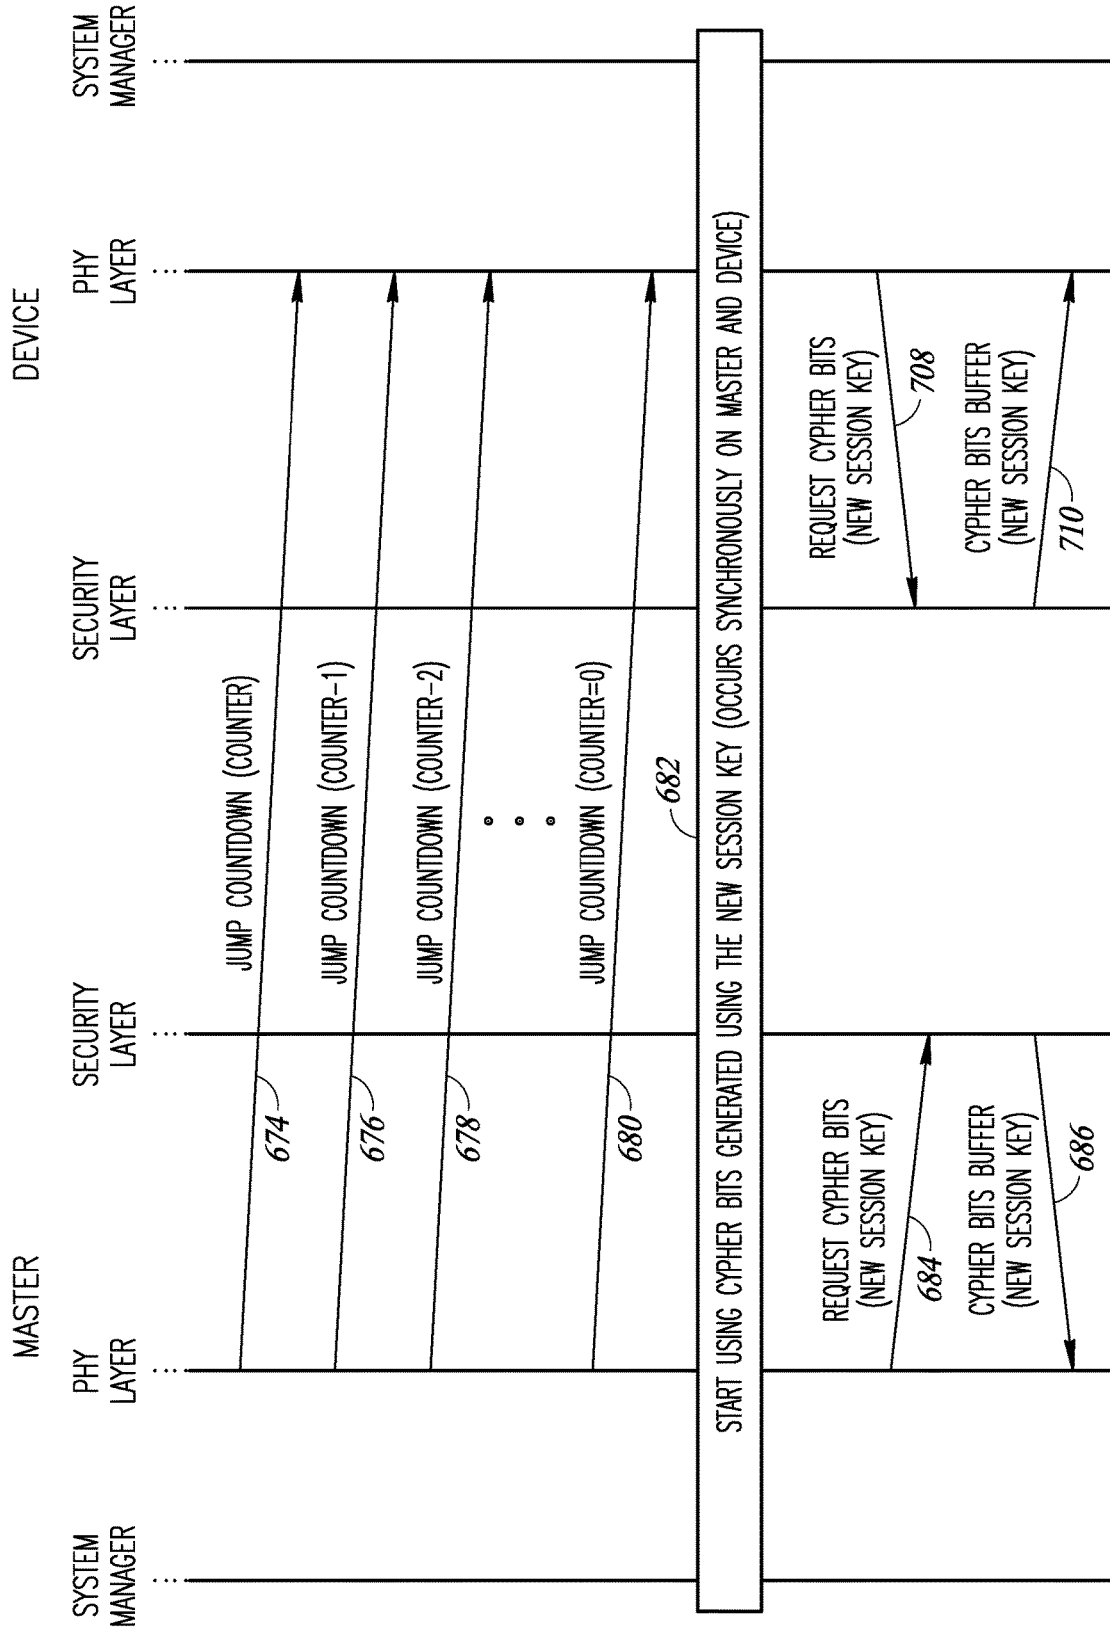 MASTER
DEVICE
SYSTEM
MANAGER
PHY
LAYER
SECURITY
LAYER
SECURITY
LAYER
PHY
LAYER
SYSTEM
MANAGER
JUMP COUNTDOWN (COUNTER)
674
JUMP COUNTDOWN (COUNTER-1)
676
JUMP COUNTDOWN (COUNTER-2)
678
JUMP COUNTDOWN (COUNTER=0)
680
682
START USING CYPHER BITS GENERATED USING THE NEW SESSION KEY (OCCURS SYNCHRONOUSLY ON MASTER AND DEVICE)
REQUEST CYPHER BITS
(NEW SESSION KEY)
684
REQUEST CYPHER BITS
(NEW SESSION KEY)
708
CYPHER BITS BUFFER
(NEW SESSION KEY)
686
CYPHER BITS BUFFER
(NEW SESSION KEY)
710